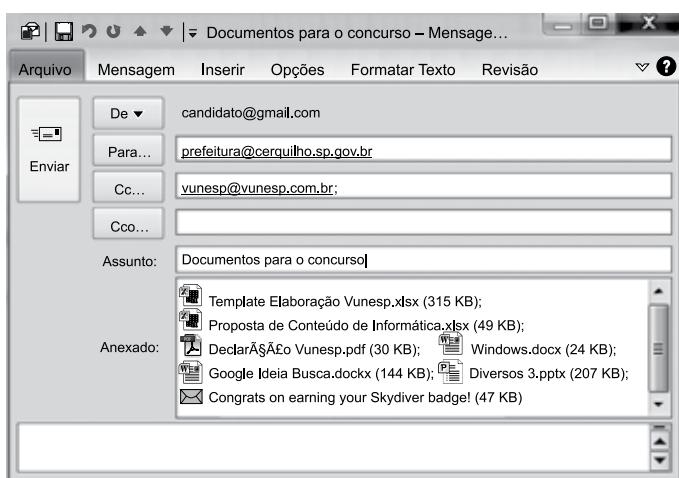 Documentos para o concurso – Mensage...
Arquivo Mensagem Inserir Opções Formatar Texto Revisão
De candidato@gmail.com
Enviar
Para... prefeitura@cerquilho.sp.gov.br
Cc... vunesp@vunesp.com.br;
Cco...
Assunto: Documentos para o concurso
Anexado:
Template Elaboração Vunesp.xlsx (315 KB);
Proposta de Conteúdo de Informática.xlsx (49 KB);
DeclarÃ§Ã£o Vunesp.pdf (30 KB); Windows.docx (24 KB);
Google Ideia Busca.dockx (144 KB); Diversos 3.pptx (207 KB);
Congrats on earning your Skydiver badge! (47 KB)